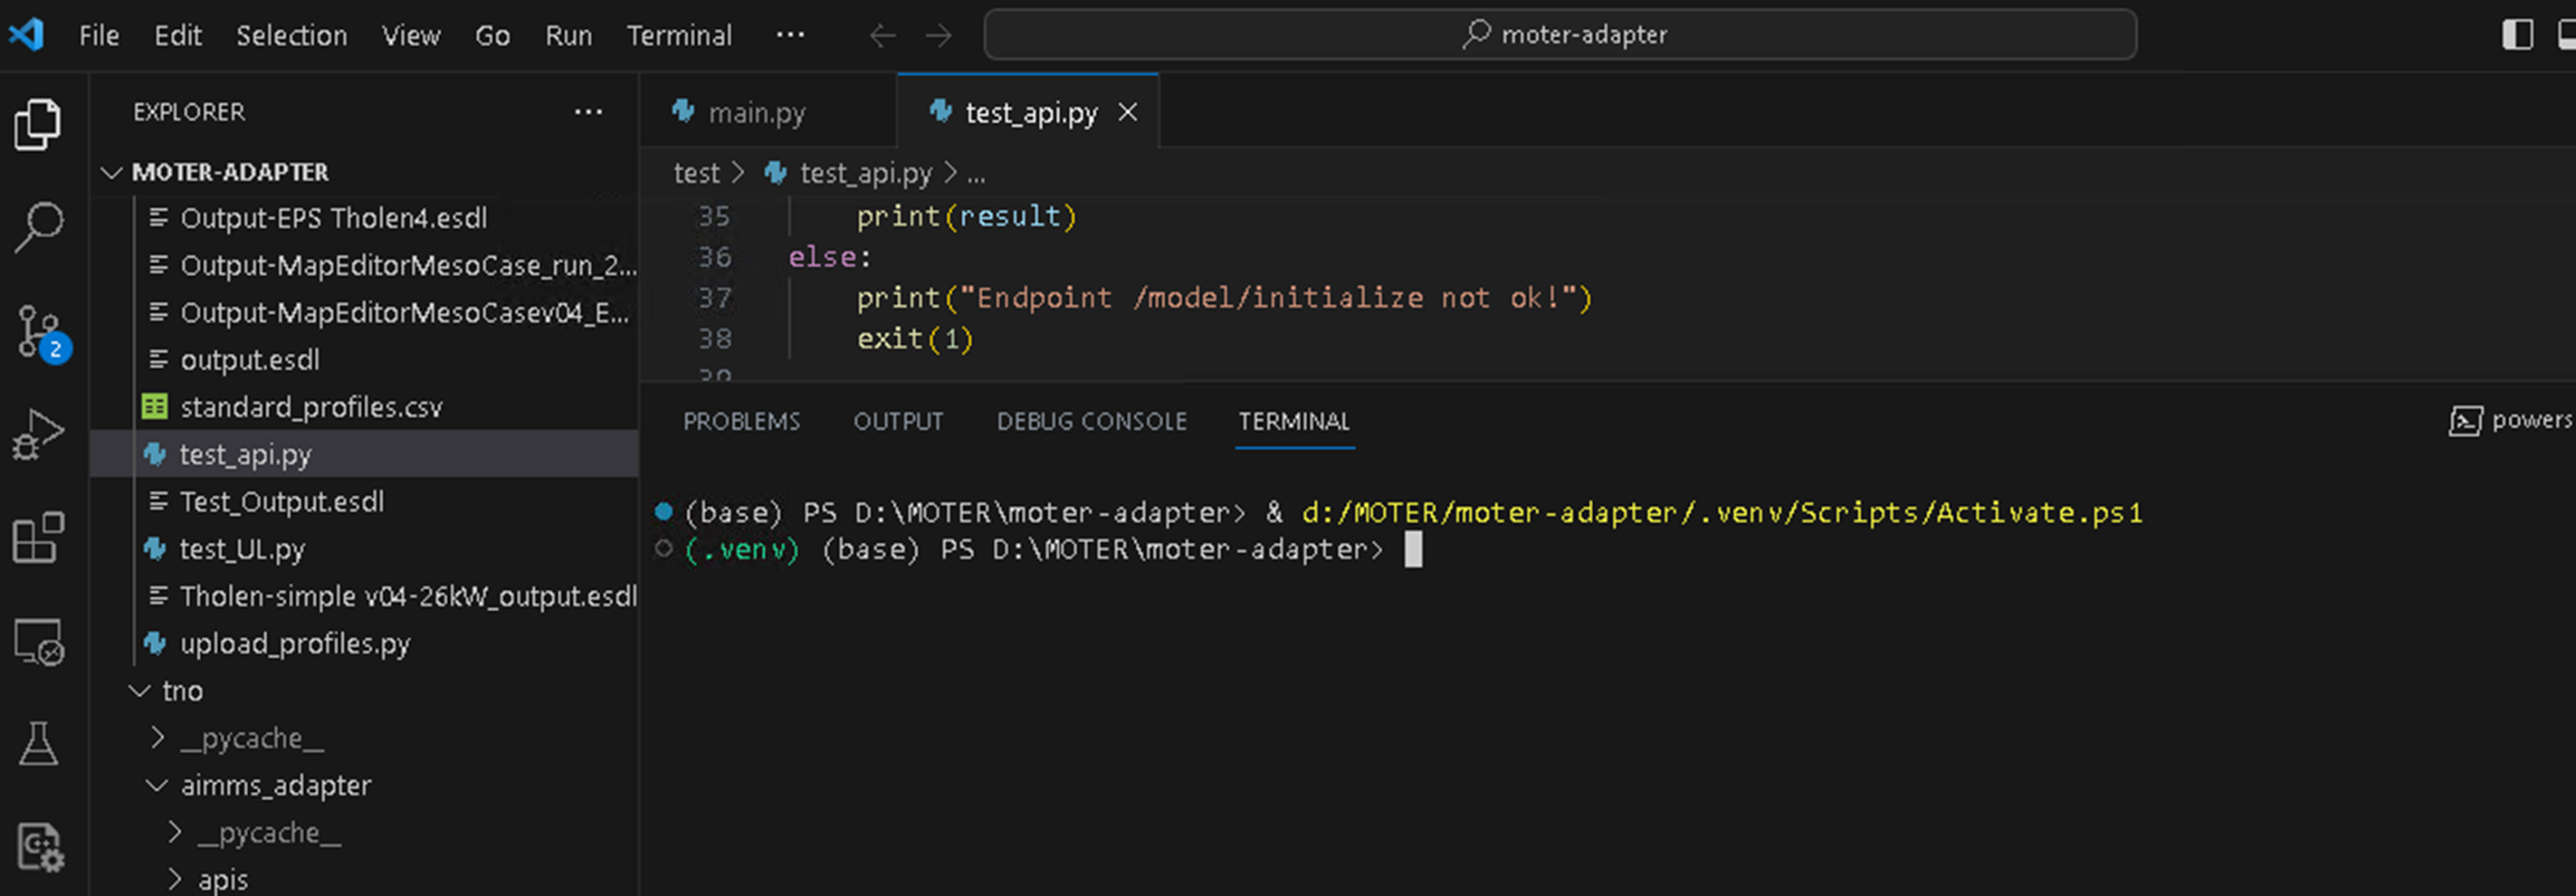 File Edit Selection View Go Run Terminal ... moter-adapter
EXPLORER ...
MOTER-ADAPTER
Output-EPS Tholen4.esdl
Output-MapEditorMesoCase_run_2...
Output-MapEditorMesoCasev04_E...
output.esdl
standard_profiles.csv
test_api.py
Test_Output.esdl
test_UL.py
Tholen-simple v04-26kW_output.esdl
upload_profiles.py
tno
__pycache__
aimms_adapter
__pycache__
apis
2
main.py test_api.py
test > test_api.py > ...
35 print(result)
36 else:
37 print("Endpoint /model/initialize not ok!")
38 exit(1)
39
PROBLEMS OUTPUT DEBUG CONSOLE TERMINAL powers
(base) PS D:\MOTER\moter-adapter> & d:/MOTER/moter-adapter/.venv/Scripts/Activate.ps1
(.venv) (base) PS D:\MOTER\moter-adapter>